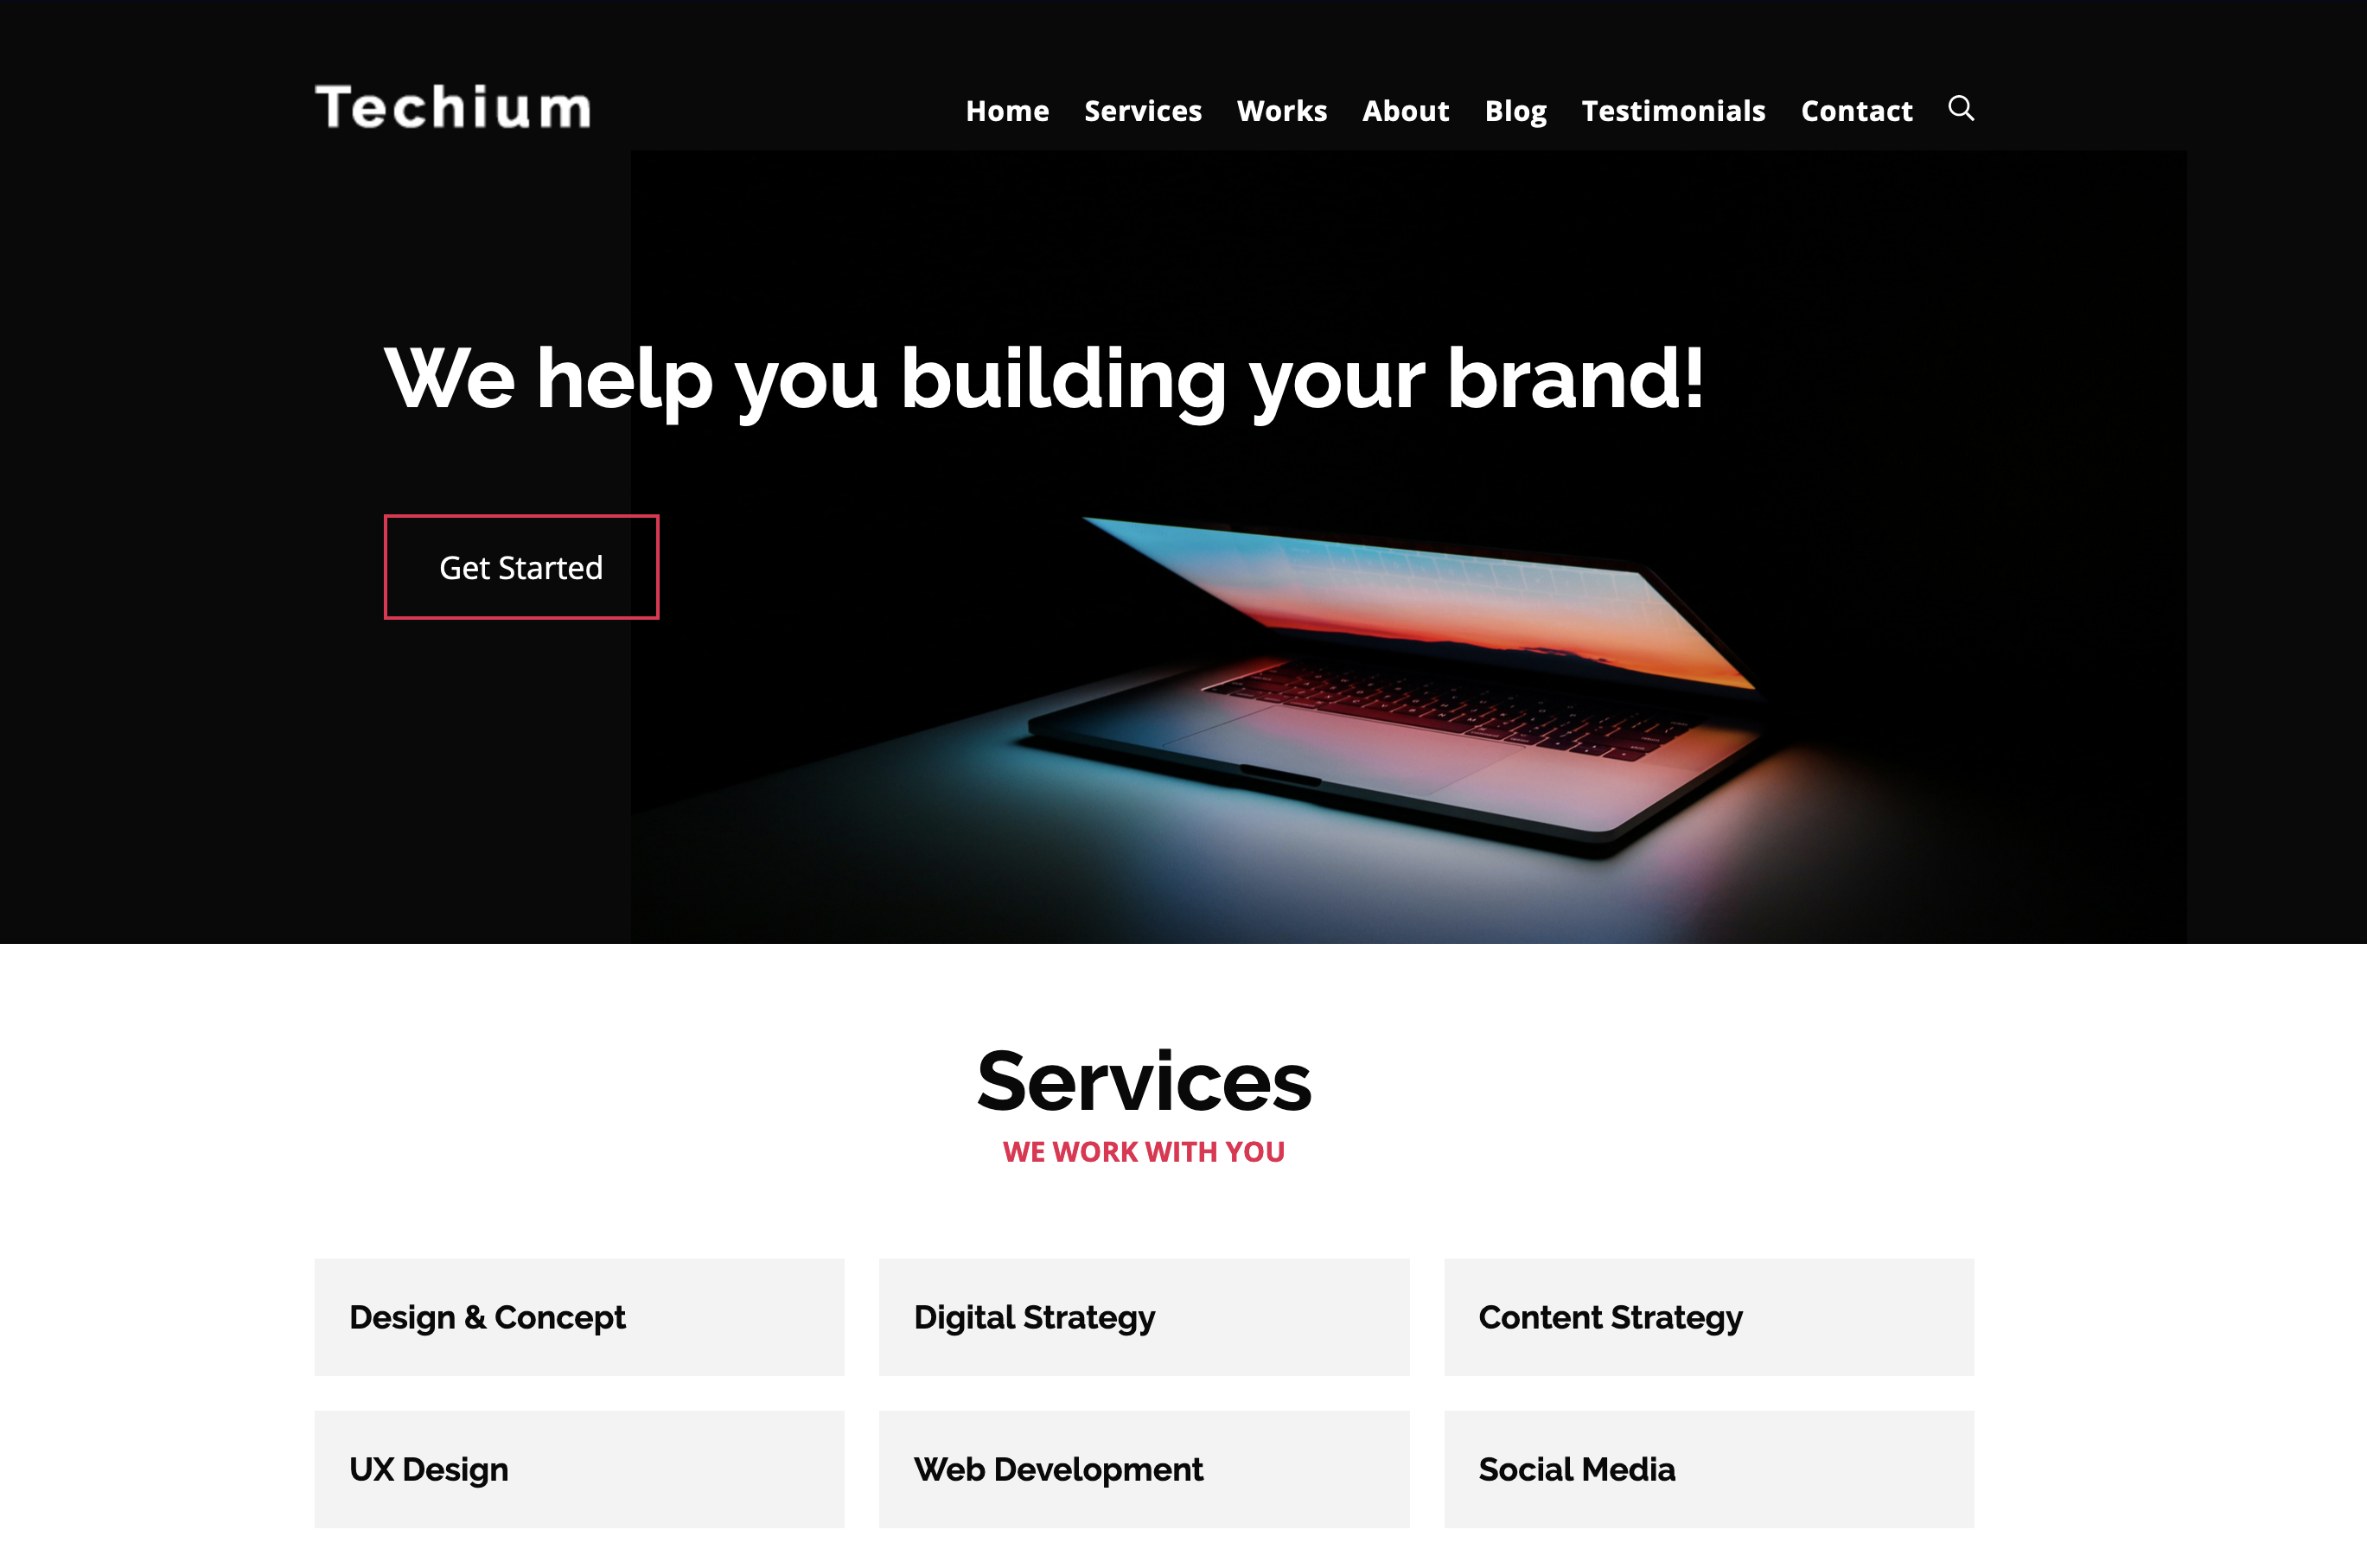 Techium
Home Services Works About Blog Testimonials Contact
We help you building your brand!
Get Started
Services
WE WORK WITH YOU
Design & Concept
Digital Strategy
Content Strategy
UX Design
Web Development
Social Media